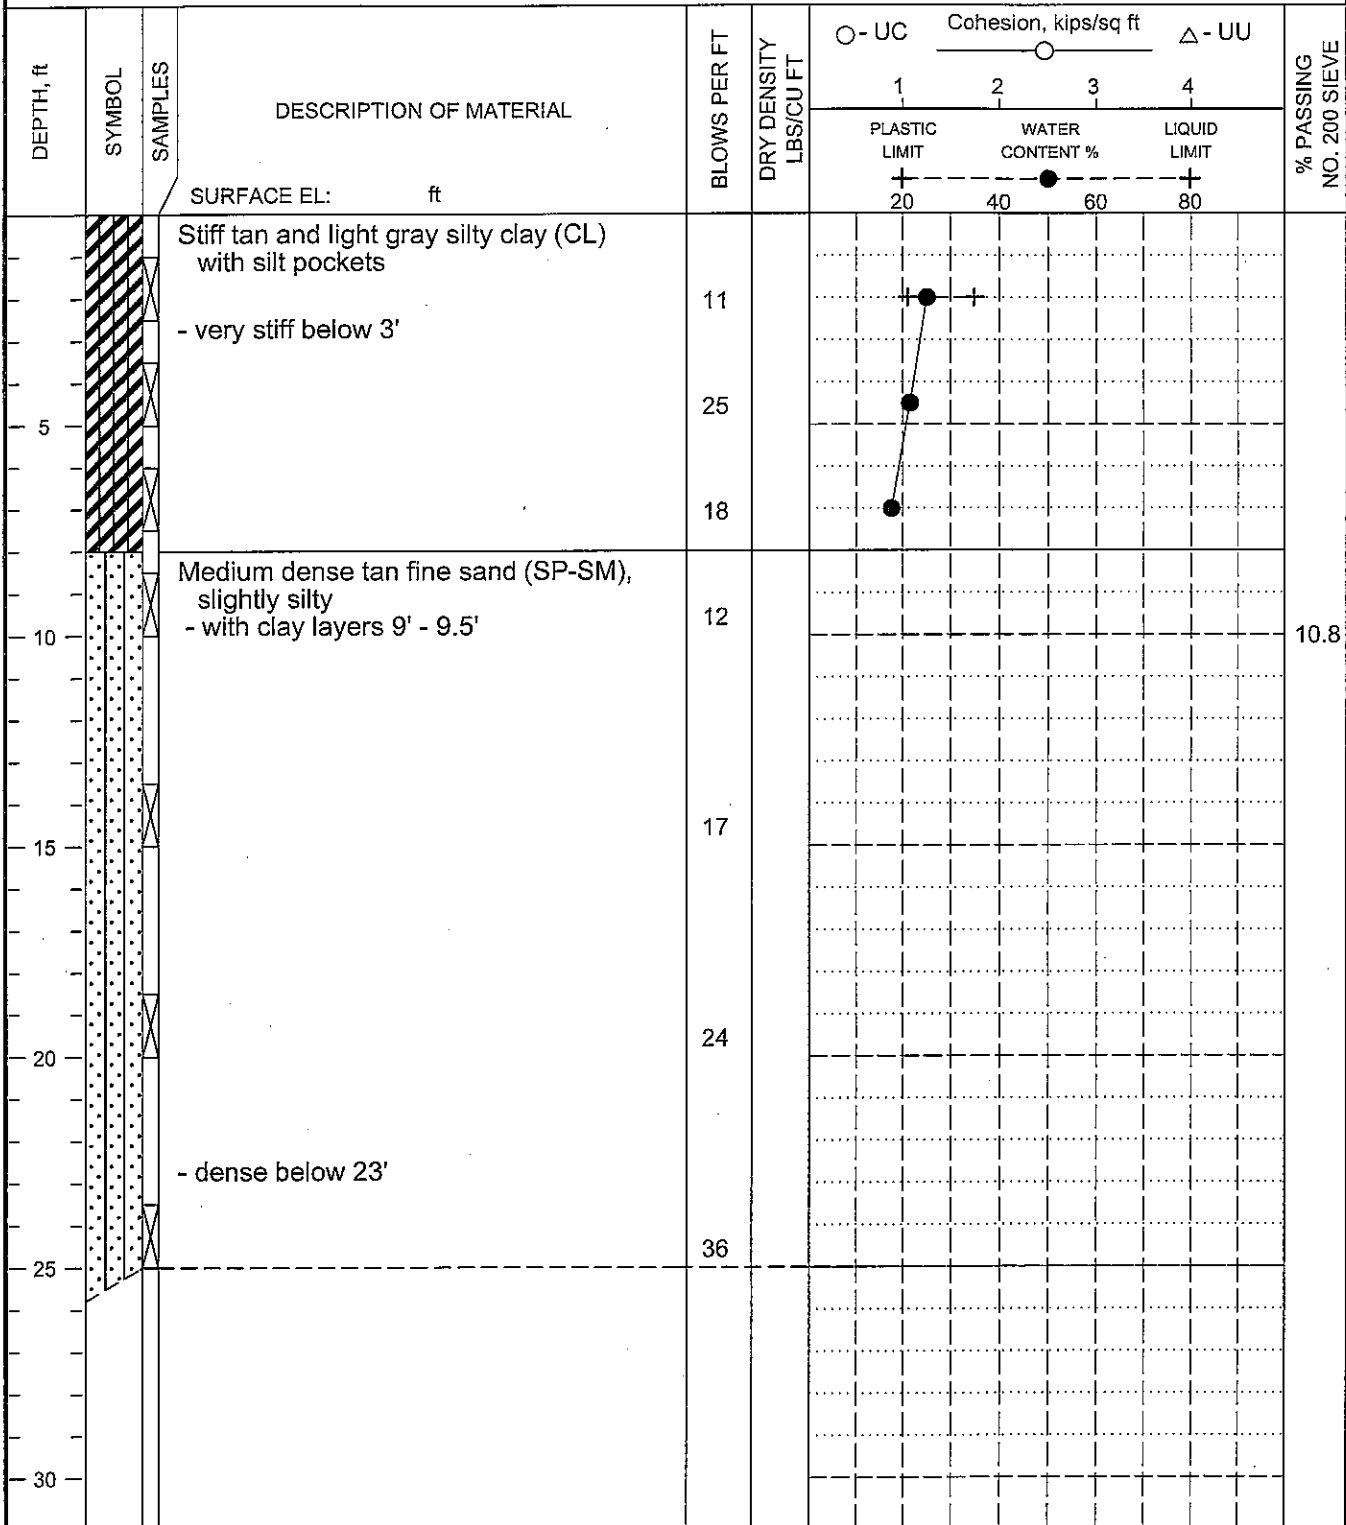 DEPTH, ft
SYMBOL
SAMPLES
DESCRIPTION OF MATERIAL
SURFACE EL: ft
BLOWS PER FT
DRY DENSITY
LBS/CU FT
○ - UC Cohesion, kips/sq ft △ - UU
1 2 3 4
PLASTIC WATER LIQUID
LIMIT CONTENT % LIMIT
20 40 60 80
% PASSING
NO. 200 SIEVE
Stiff tan and light gray silty clay (CL)
with silt pockets
11
- very stiff below 3'
25
5
18
Medium dense tan fine sand (SP-SM),
slightly silty
12
- with clay layers 9' - 9.5'
10 10.8
17
15
24
20
- dense below 23'
36
25
30